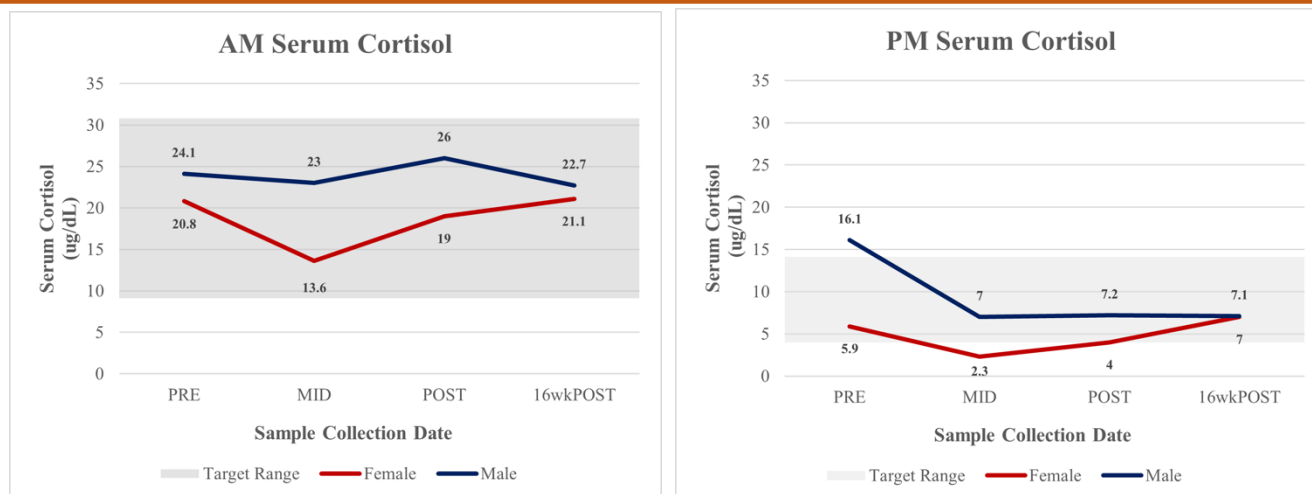 AM Serum Cortisol
35
30
25
20
15
10
5
0
Serum Cortisol
(ug/dL)
24.1
23
26
22.7
20.8
13.6
19
21.1
PRE MID POST 16wkPOST
Sample Collection Date
Target Range Female Male
PM Serum Cortisol
35
30
25
20
15
10
5
0
Serum Cortisol
(ug/dL)
16.1
7
7.2
7.1
5.9
2.3
4
7
PRE MID POST 16wkPOST
Sample Collection Date
Target Range Female Male